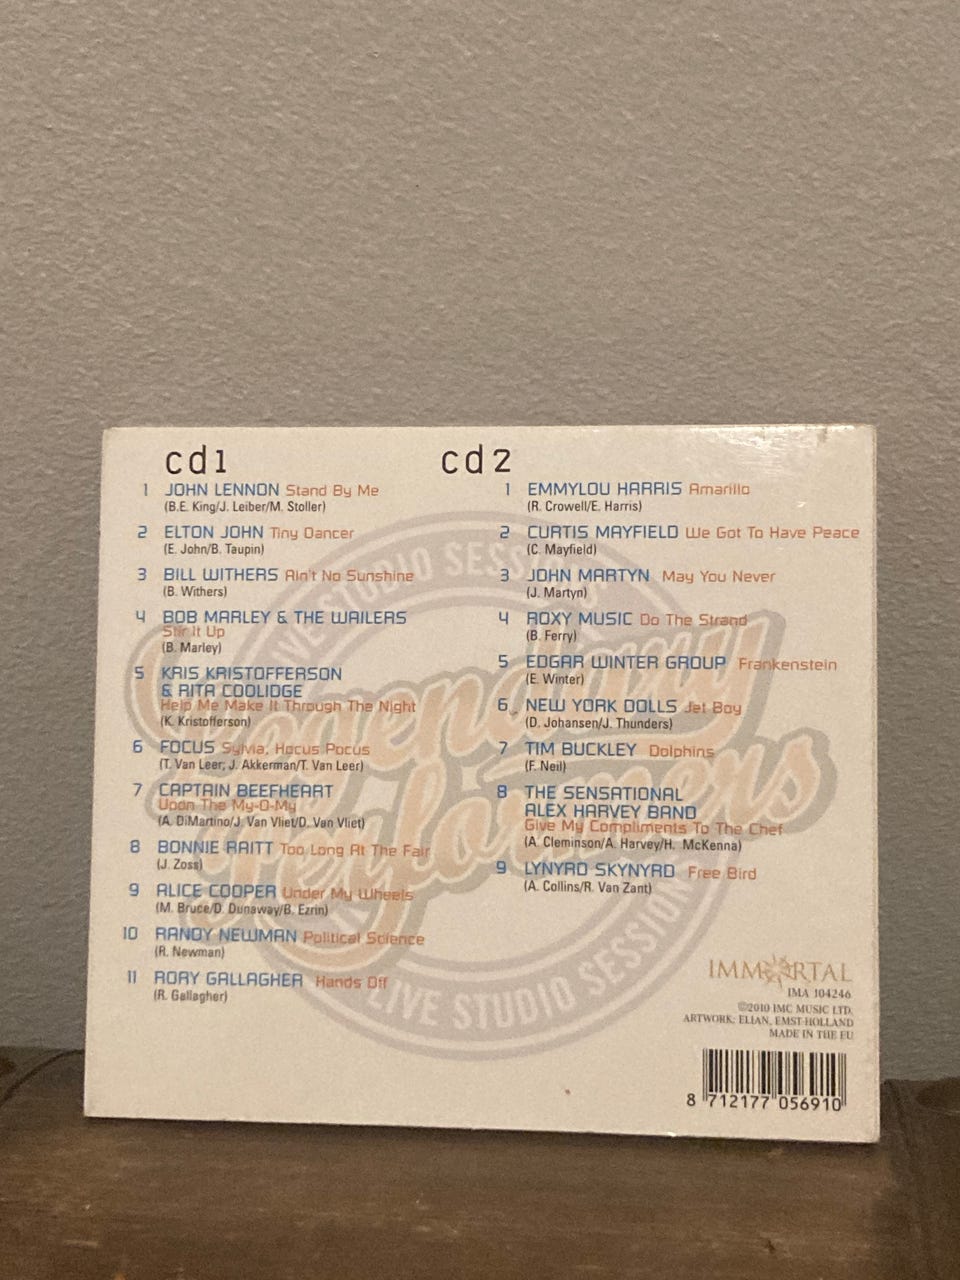 cd1
1 JOHN LENNON Stand By Me
(B.E. King/J. Leiber/M. Stoller)
2 ELTON JOHN Tiny Dancer
(E. John/B. Taupin)
3 BILL WITHERS Ain't No Sunshine
(B. Withers)
4 BOB MARLEY & THE WAILERS
Stir It Up
(B. Marley)
5 KRIS KRISTOFFERSON
& RITA COOLIDGE
Help Me Make It Through The Night
(K. Kristofferson)
6 FOCUS Sylvia, Hocus Pocus
(T. Van Leer, J. Akkerman/T. Van Leer)
7 CAPTAIN BEEFHEART
Upon The My-O-My
(A. DiMartino/J. Van Vliet/D. Van Vliet)
8 BONNIE RAITT Too Long At The Fair
(J. Zoss)
9 ALICE COOPER Under My Wheels
(M. Bruce/D. Dunaway/B. Ezrin)
10 RANDY NEWMAN Political Science
(R. Newman)
11 RORY GALLAGHER Hands Off
(R. Gallagher)
cd2
1 EMMYLOU HARRIS Amarillo
(R. Crowell/E. Harris)
2 CURTIS MAYFIELD We Got To Have Peace
(C. Mayfield)
3 JOHN MARTYN May You Never
(J. Martyn)
4 ROXY MUSIC Do The Strand
(B. Ferry)
5 EDGAR WINTER GROUP Frankenstein
(E. Winter)
6 NEW YORK DOLLS Jet Boy
(D. Johansen/J. Thunders)
7 TIM BUCKLEY Dolphins
(F. Neil)
8 THE SENSATIONAL
ALEX HARVEY BAND
Give My Compliments To The Chef
(A. Cleminson/A. Harvey/H. McKenna)
9 LYNYRD SKYNYRD Free Bird
(A. Collins/R. Van Zant)
LIVE STUDIO SESSIONS
Legendary
Performers
LIVE STUDIO SESSIONS
IMMORTAL
IMA 104246
©2010 IMC MUSIC LTD.
ARTWORK: ELIAN, EMST-HOLLAND
MADE IN THE EU
8 712177 056910